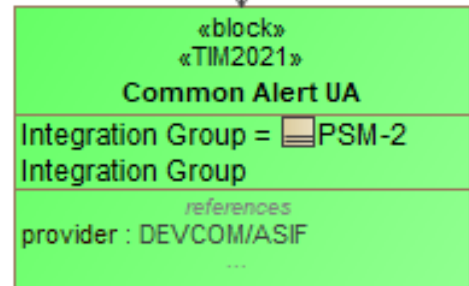 «block»
«TIM2021»
Common Alert UA
Integration Group = PSM-2
Integration Group
references
provider : DEVCOM/ASIF
...